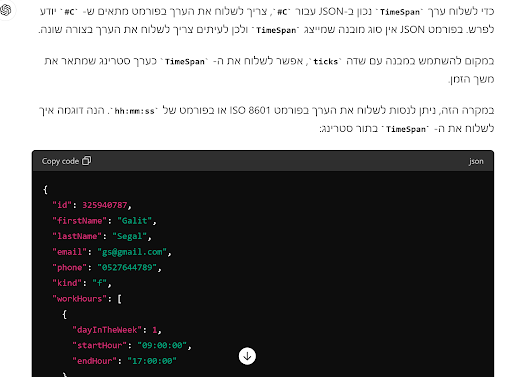 כדי לשלוח ערך `TimeSpan` נכון ב-JSON עבור `C#`, צריך לשלוח את הערך בפורמט מתאים ש- `C#` יודע
לפרש. בפורמט JSON אין סוג מובנה שמייצג `TimeSpan` ולכן לעיתים צריך לשלוח את הערך בצורה שונה.
במקום להשתמש במבנה עם שדה `ticks`, אפשר לשלוח את ה- `TimeSpan` כערך סטרינג שמתאר את
משך הזמן.
במקרה הזה, ניתן לנסות לשלוח את הערך בפורמט ISO 8601 או בפורמט של `hh:mm:ss`. הנה דוגמה איך
לשלוח את ה- `TimeSpan` בתור סטרינג:
Copy code json
{
"id": 325940787,
"firstName": "Galit",
"lastName": "Segal",
"email": "gs@gmail.com",
"phone": "0527644789",
"kind": "f",
"workHours": [
{
"dayInTheWeek": 1,
"startHour": "09:00:00",
"endHour": "17:00:00"
}